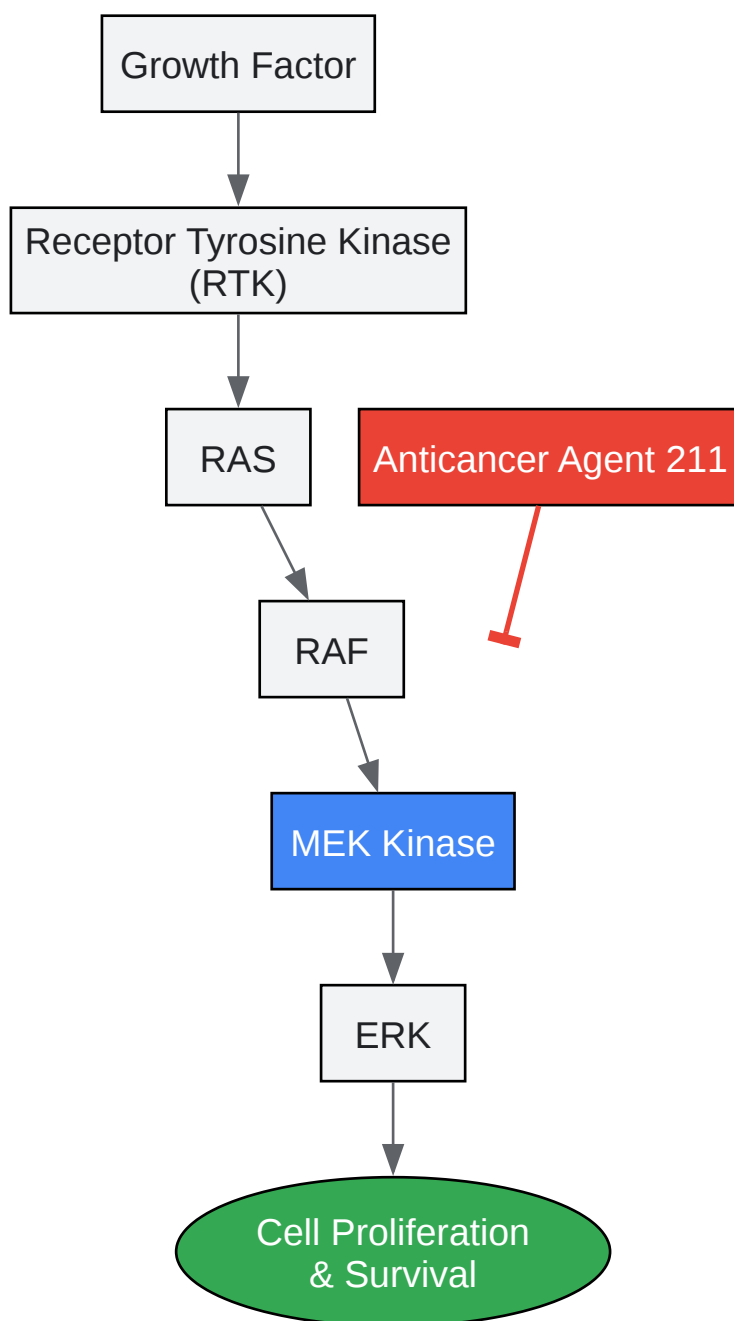 Growth Factor
Receptor Tyrosine Kinase
(RTK)
RAS
Anticancer Agent 211
RAF
MEK Kinase
ERK
Cell Proliferation
& Survival